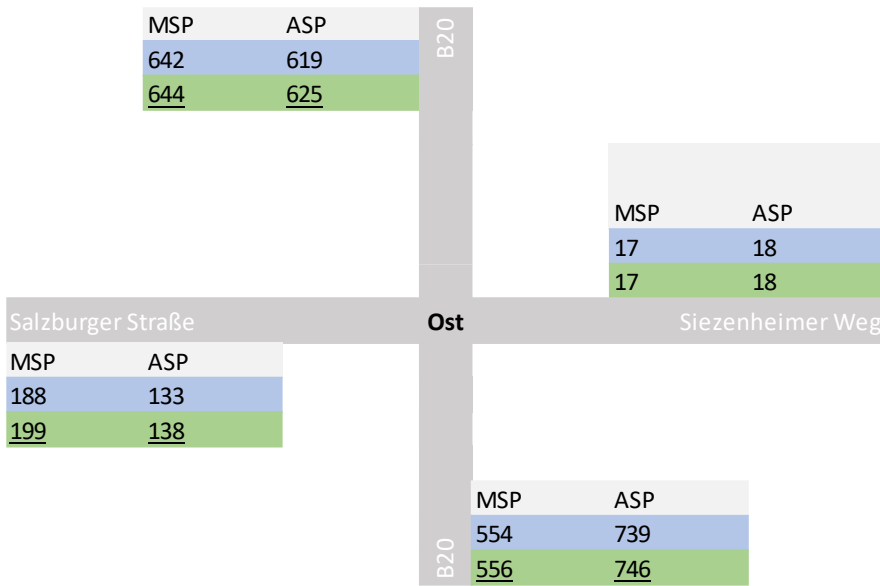 MSP ASP
642 619
644 625
B20
MSP ASP
17 18
17 18
Salzburger Straße Ost Siezenheimer Weg
MSP ASP
188 133
199 138
MSP ASP
554 739
556 746
B20